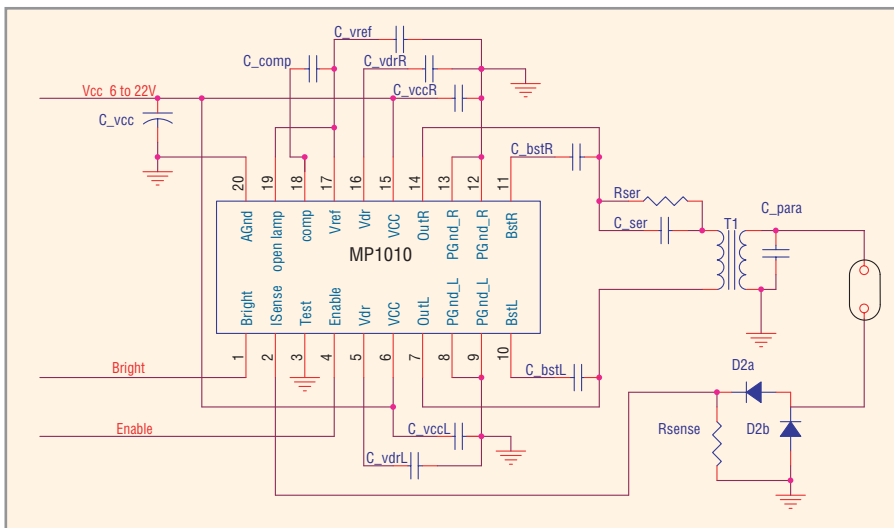 C_vref
C_comp
C_vdrR
Vcc 6 to 22V
C_vccR
C_vcc
C_bstR
20 19 18 17 16 15 14 13 12 11
Rser
AGnd open lamp comp Vref Vdr VCC OutR PGnd_R PGnd_R BstR
C_ser T1 C_para
MP1010
Bright ISense Test Enable Vdr VCC OutL PGnd_L PGnd_L BstL
1 2 3 4 5 6 7 8 9 10
Bright
C_bstL
D2a
Enable
C_vccL
Rsense
D2b
C_vdrL